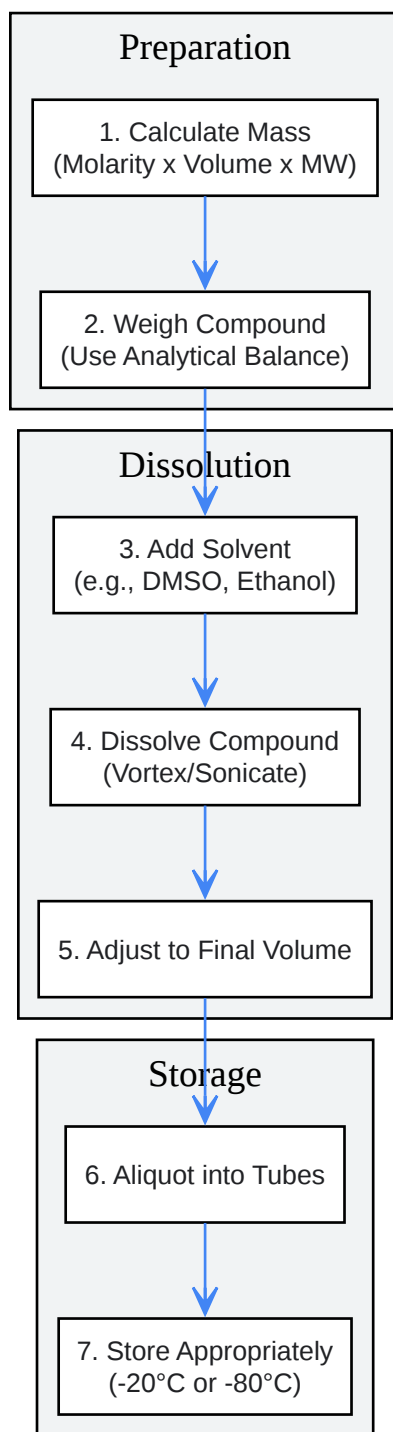 Preparation
1. Calculate Mass
(Molarity x Volume x MW)
2. Weigh Compound
(Use Analytical Balance)
Dissolution
3. Add Solvent
(e.g., DMSO, Ethanol)
4. Dissolve Compound
(Vortex/Sonicate)
5. Adjust to Final Volume
Storage
6. Aliquot into Tubes
7. Store Appropriately
(-20°C or -80°C)